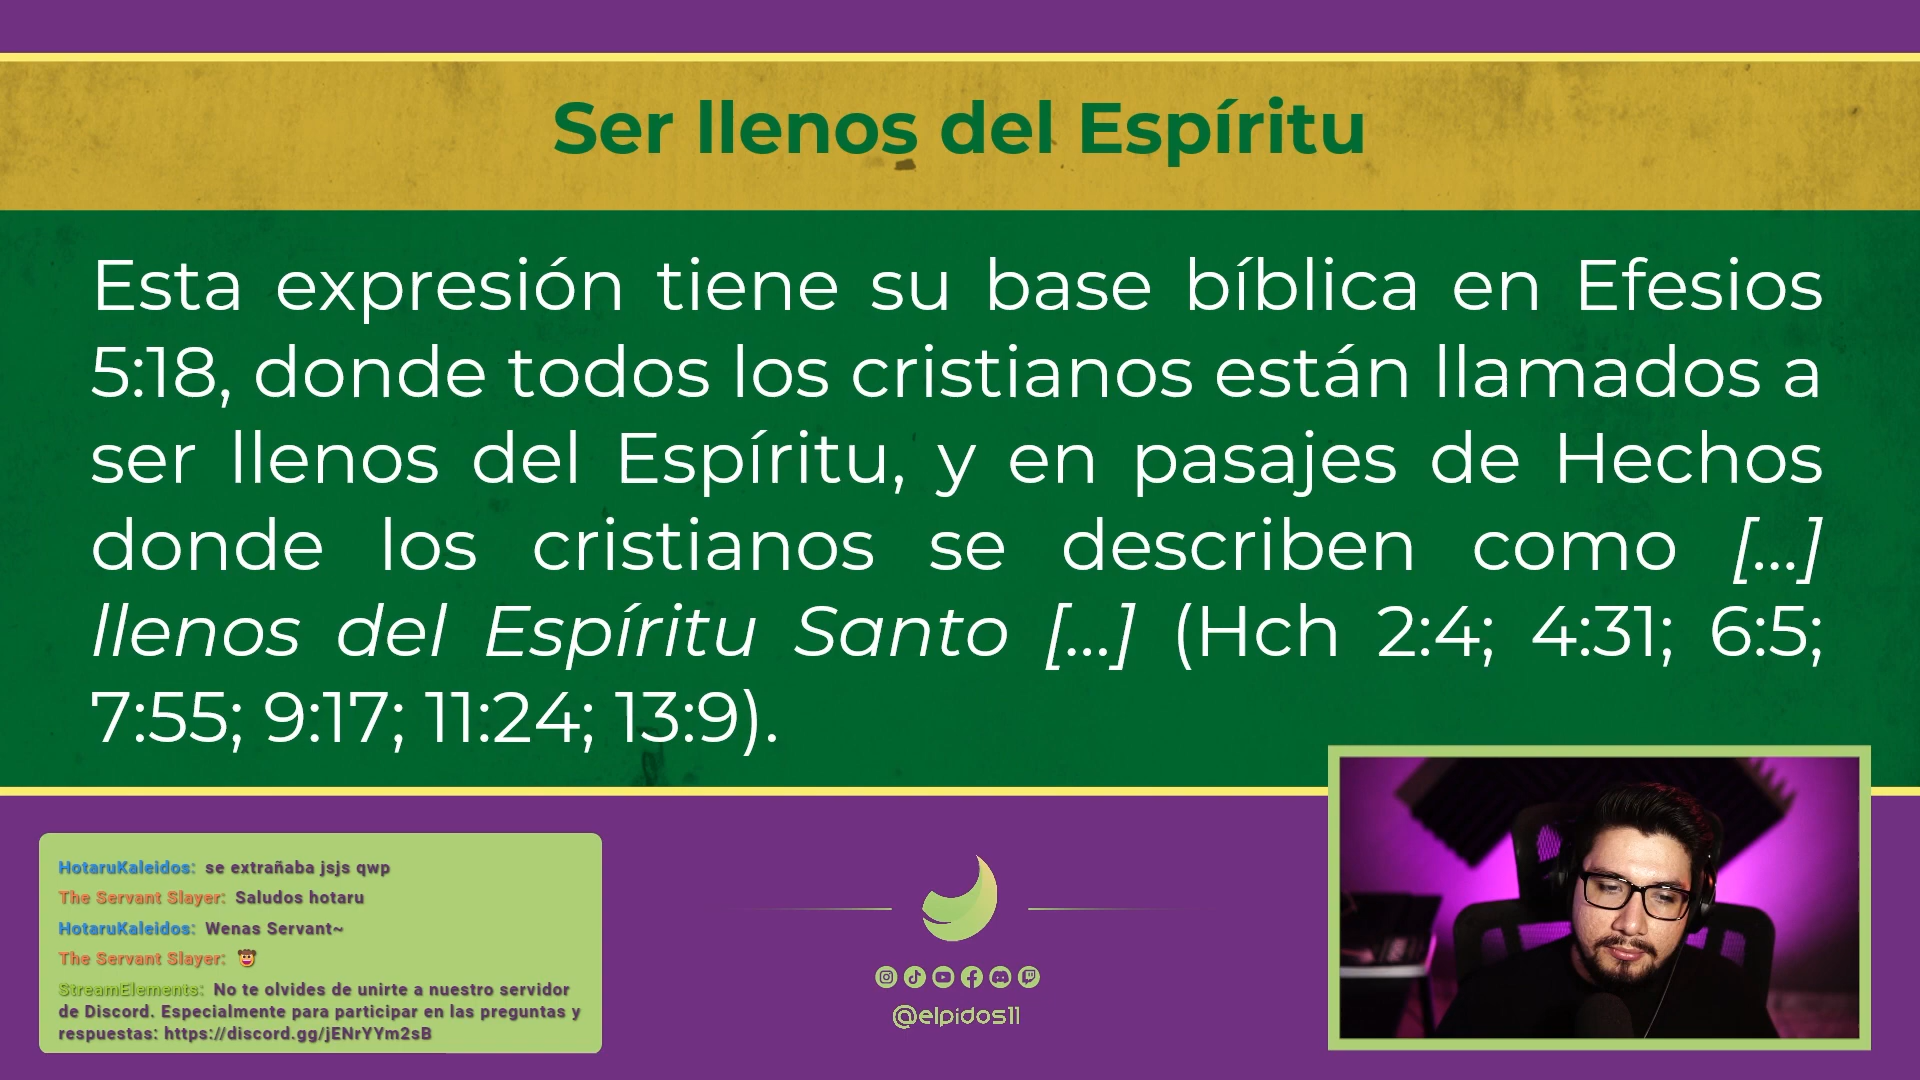 Ser llenos del Espíritu
Esta expresión tiene su base bíblica en Efesios
5:18, donde todos los cristianos están llamados a
ser llenos del Espíritu, y en pasajes de Hechos
donde los cristianos se describen como [...]
llenos del Espíritu Santo [...] (Hch 2:4; 4:31; 6:5;
7:55; 9:17; 11:24; 13:9).
HotaruKaleidos: se extrañaba jsjs qwp
The Servant Slayer: Saludos hotaru
HotaruKaleidos: Wenas Servant~
The Servant Slayer: 🤠
StreamElements: No te olvides de unirte a nuestro servidor
de Discord. Especialmente para participar en las preguntas y
respuestas: https://discord.gg/jENrYYm2sB
@elpidos11